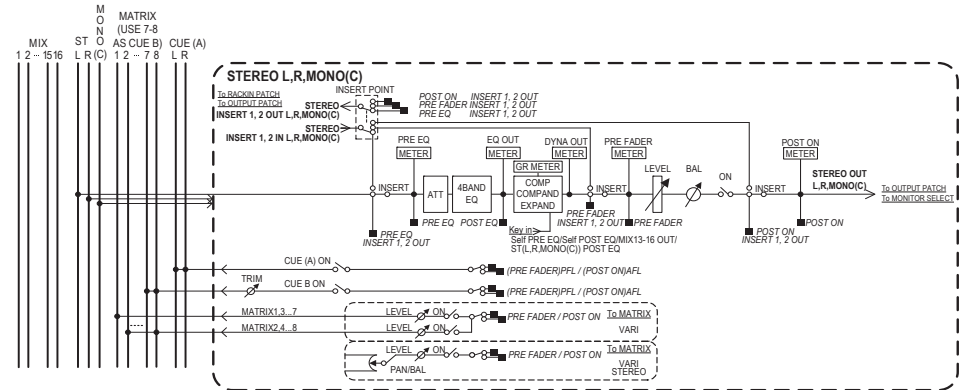 MIX
1 2 ··· 15 16
ST
L R
M
O
N
O
(C)
MATRIX
(USE 7-8
AS CUE B)
1 2 ··· 7 8
CUE (A)
L R
STEREO L,R,MONO(C)
INSERT POINT
To RACKIN PATCH
To OUTPUT PATCH
STEREO
INSERT 1, 2 OUT L,R,MONO(C)
STEREO
INSERT 1, 2 IN L,R,MONO(C)
POST ON INSERT 1, 2 OUT
PRE FADER INSERT 1, 2 OUT
PRE EQ INSERT 1, 2 OUT
PRE EQ
METER
EQ OUT
METER
DYNA OUT
METER
PRE FADER
METER
POST ON
METER
GR METER
LEVEL
BAL
ON
STEREO OUT
L,R,MONO(C)
To OUTPUT PATCH
To MONITOR SELECT
INSERT
ATT
4BAND
EQ
COMP
COMPAND
EXPAND
INSERT
INSERT
PRE EQ
POST EQ
PRE FADER
INSERT 1, 2 OUT
PRE FADER
POST ON
PRE EQ
INSERT 1, 2 OUT
POST ON
INSERT 1, 2 OUT
Key in
Self PRE EQ/Self POST EQ/MIX13-16 OUT/
ST(L,R,MONO(C)) POST EQ
CUE (A) ON
(PRE FADER)PFL / (POST ON)AFL
TRIM
CUE B ON
(PRE FADER)PFL / (POST ON)AFL
MATRIX1,3...7
LEVEL
ON
PRE FADER / POST ON
To MATRIX
MATRIX2,4...8
LEVEL
ON
VARI
LEVEL
ON
PRE FADER / POST ON
To MATRIX
PAN/BAL
VARI
STEREO